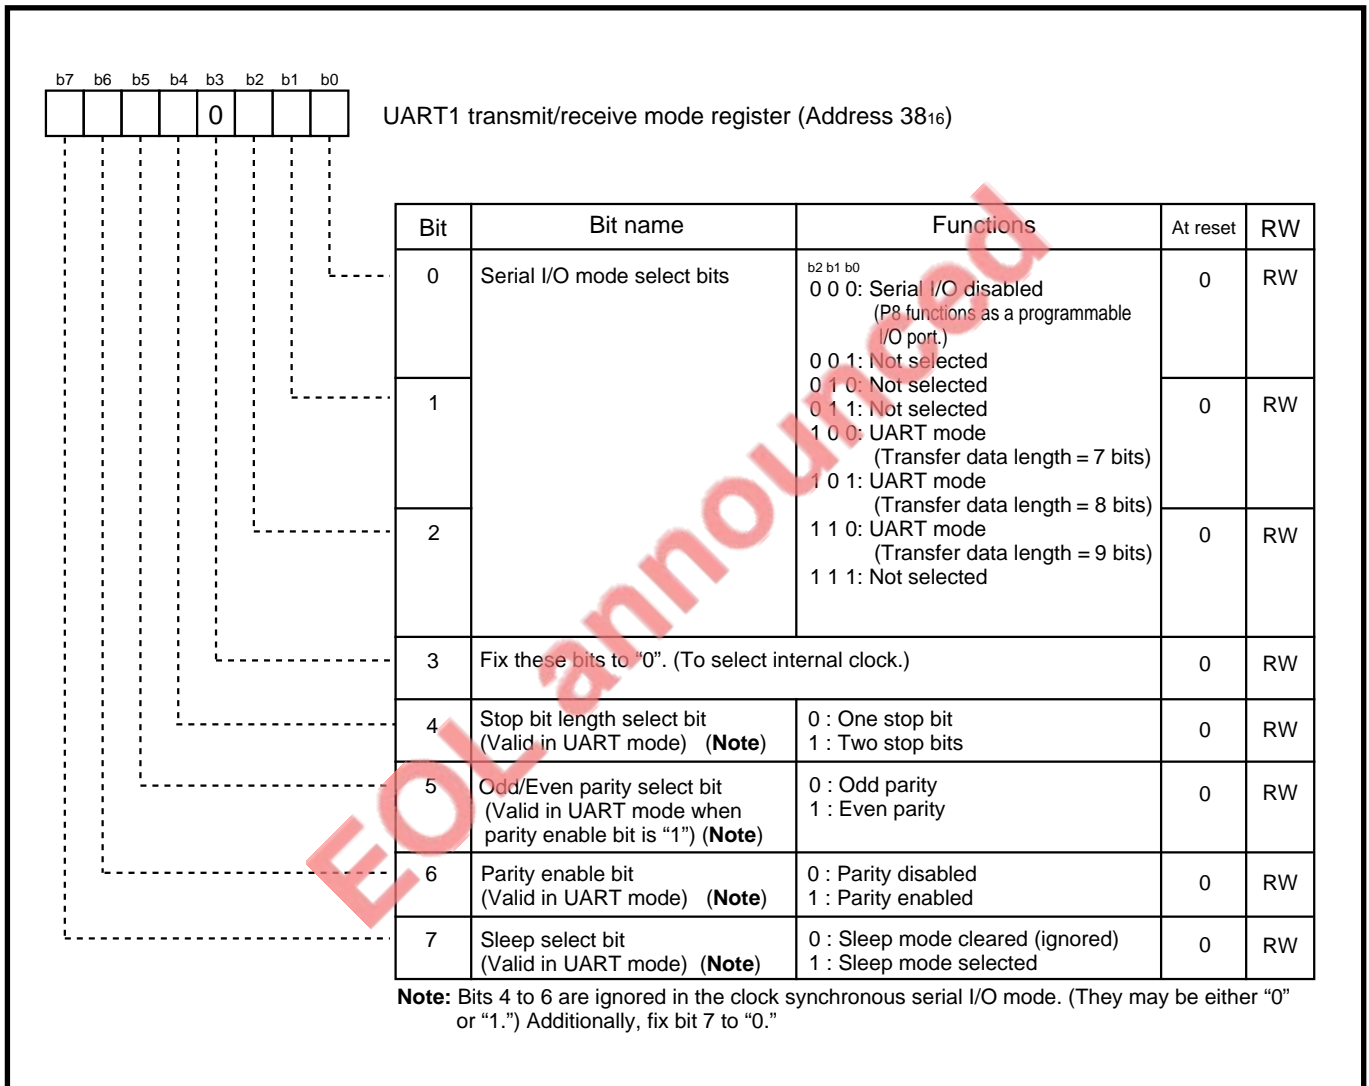 b7 b6 b5 b4 b3 b2 b1 b0
0
UART1 transmit/receive mode register (Address 3816)
Bit Bit name Functions At reset RW
0 Serial I/O mode select bits 0 RW
b2 b1 b0
0 0 0: Serial I/O disabled
(P8 functions as a programmable
I/O port.)
0 0 1: Not selected
0 1 0: Not selected
1 0 RW
0 1 1: Not selected
1 0 0: UART mode
(Transfer data length = 7 bits)
1 0 1: UART mode
(Transfer data length = 8 bits)
2 0 RW
1 1 0: UART mode
(Transfer data length = 9 bits)
1 1 1: Not selected
3 Fix these bits to “0”. (To select internal clock.) 0 RW
4 Stop bit length select bit 0 : One stop bit 0 RW
(Valid in UART mode) (Note) 1 : Two stop bits
5 Odd/Even parity select bit 0 : Odd parity 0 RW
(Valid in UART mode when 1 : Even parity
parity enable bit is “1”) (Note)
6 Parity enable bit 0 : Parity disabled 0 RW
(Valid in UART mode) (Note) 1 : Parity enabled
7 Sleep select bit 0 : Sleep mode cleared (ignored) 0 RW
(Valid in UART mode) (Note) 1 : Sleep mode selected
Note: Bits 4 to 6 are ignored in the clock synchronous serial I/O mode. (They may be either “0”
or “1.”) Additionally, fix bit 7 to “0.”
EOL announced